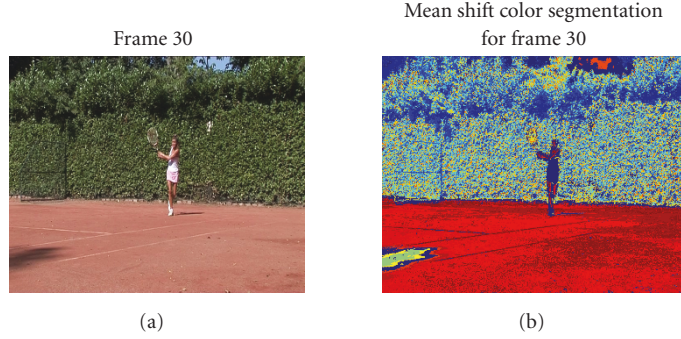 Frame 30
Mean shift color segmentation
for frame 30
(a)
(b)